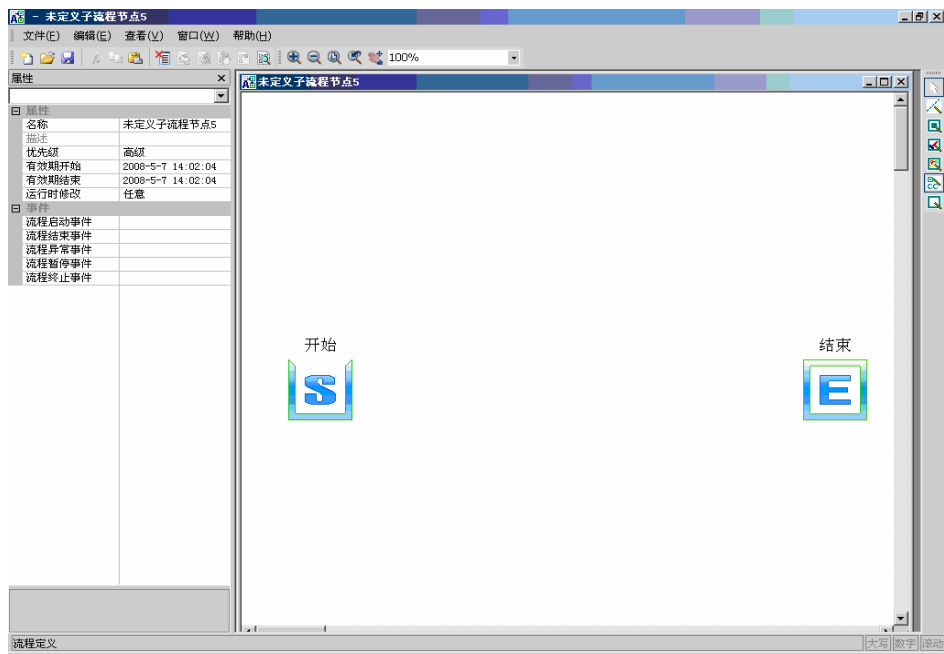 - 未定义子流程节点5
文件(F) 编辑(E) 查看(V) 窗口(W) 帮助(H)
100%
属性
未定义子流程节点5
属性
名称 未定义子流程节点5
描述
优先级 高级
有效期开始 2008-5-7 14:02:04
有效期结束 2008-5-7 14:02:04
运行时修改 任意
事件
流程启动事件
流程结束事件
流程异常事件
流程暂停事件
流程终止事件
开始
结束
S
E
流程定义
大写 数字 滚动